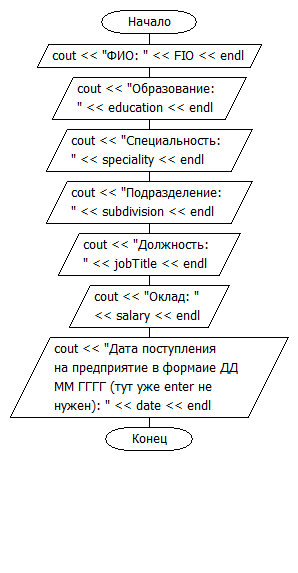 Начало
cout << "ФИО: " << FIO << endl
cout << "Образование:
" << education << endl
cout << "Специальность:
" << speciality << endl
cout << "Подразделение:
" << subdivision << endl
cout << "Должность:
" << jobTitle << endl
cout << "Оклад: "
<< salary << endl
cout << "Дата поступления
на предприятие в формаие ДД
ММ ГГГГ (тут уже enter не
нужен): " << date << endl
Конец